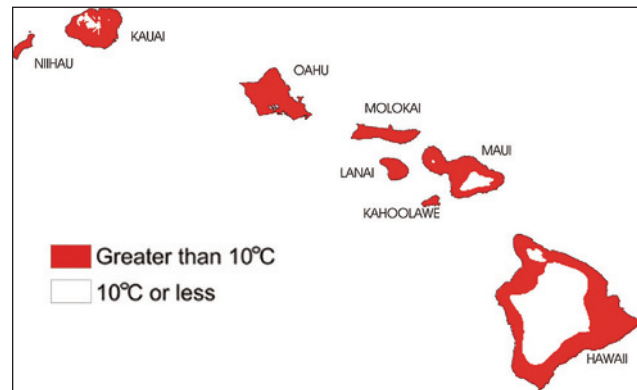 KAUAI
NIIHAU
OAHU
MOLOKAI
MAUI
LANAI
KAHOOLAWE
Greater than 10°C
10°C or less
HAWAII